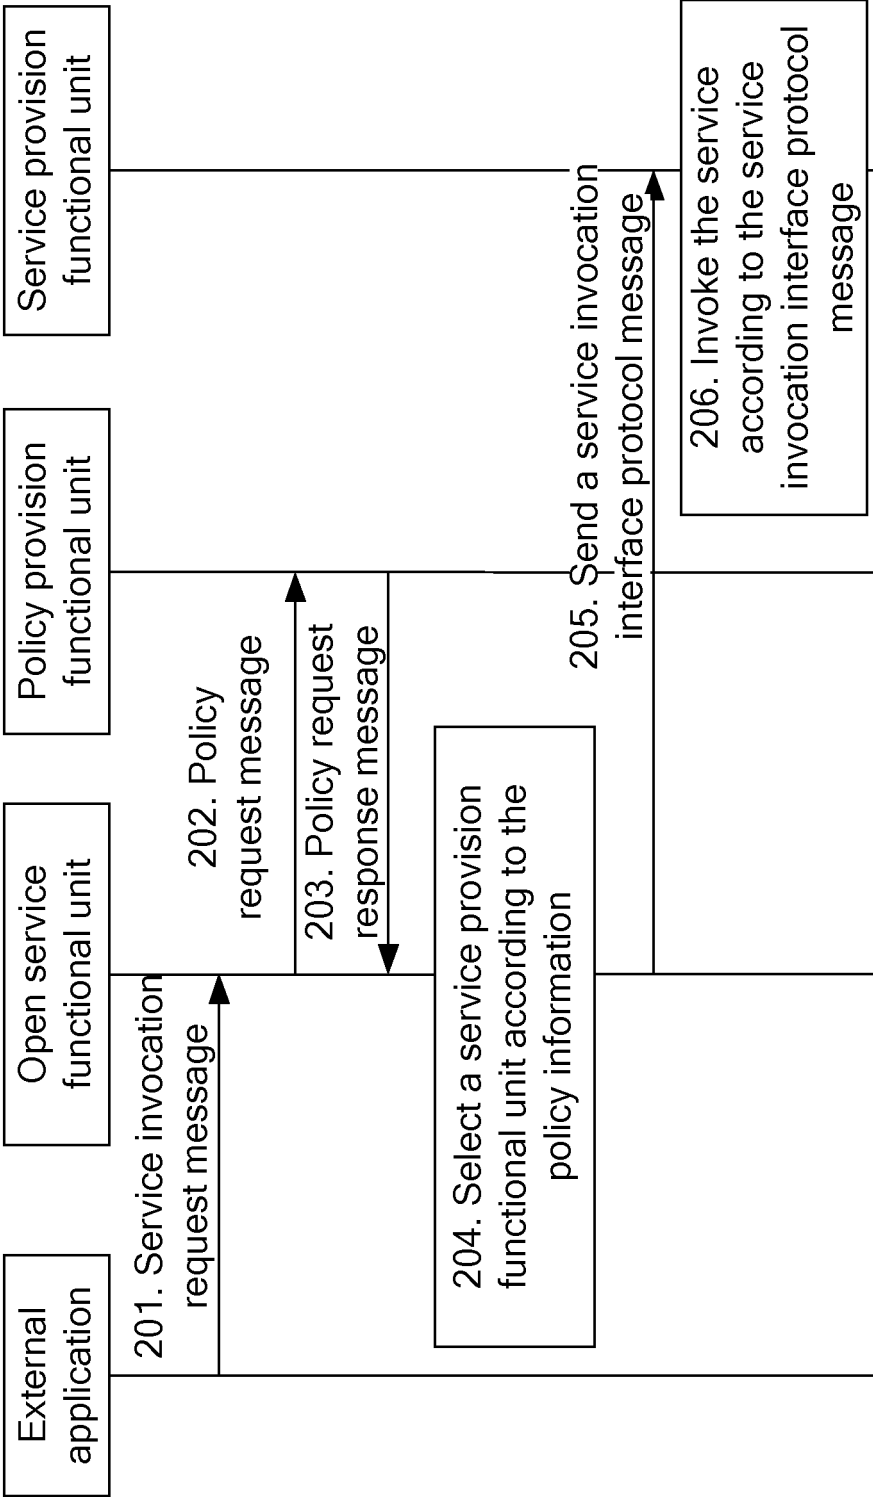 External
application
Open service
functional unit
Policy provision
functional unit
Service provision
functional unit
201. Service invocation
request message
202. Policy
request message
203. Policy request
response message
204. Select a service provision
functional unit according to the
policy information
205. Send a service invocation
interface protocol message
206. Invoke the service
according to the service
invocation interface protocol
message